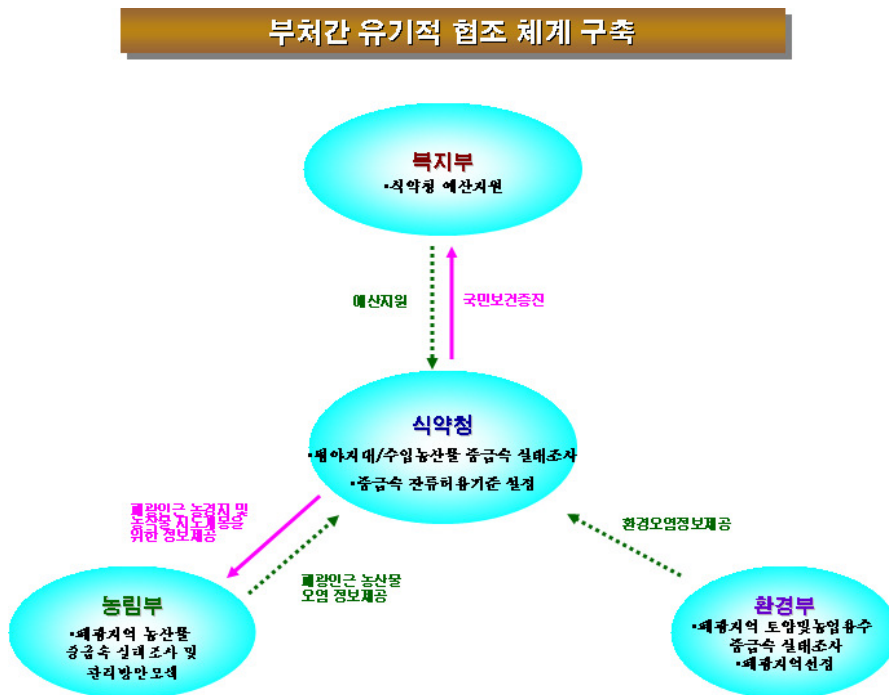 부처간 유기적 협조 체계 구축
복지부
▪식약청 예산지원
예산지원
국민보건증진
식약청
▪평야지대/수입농산물 중금속 실태조사
▪중금속 잔류허용기준 설정
폐광인근 농경지 및
농작물 지도계몽을
위한 정보제공
환경오염정보제공
폐광인근 농산물
오염 정보제공
농림부
▪폐광지역 농산물
중금속 실태조사 및
관리방안모색
환경부
▪폐광지역 토양및농업용수
중금속 실태조사
▪폐광지역선정